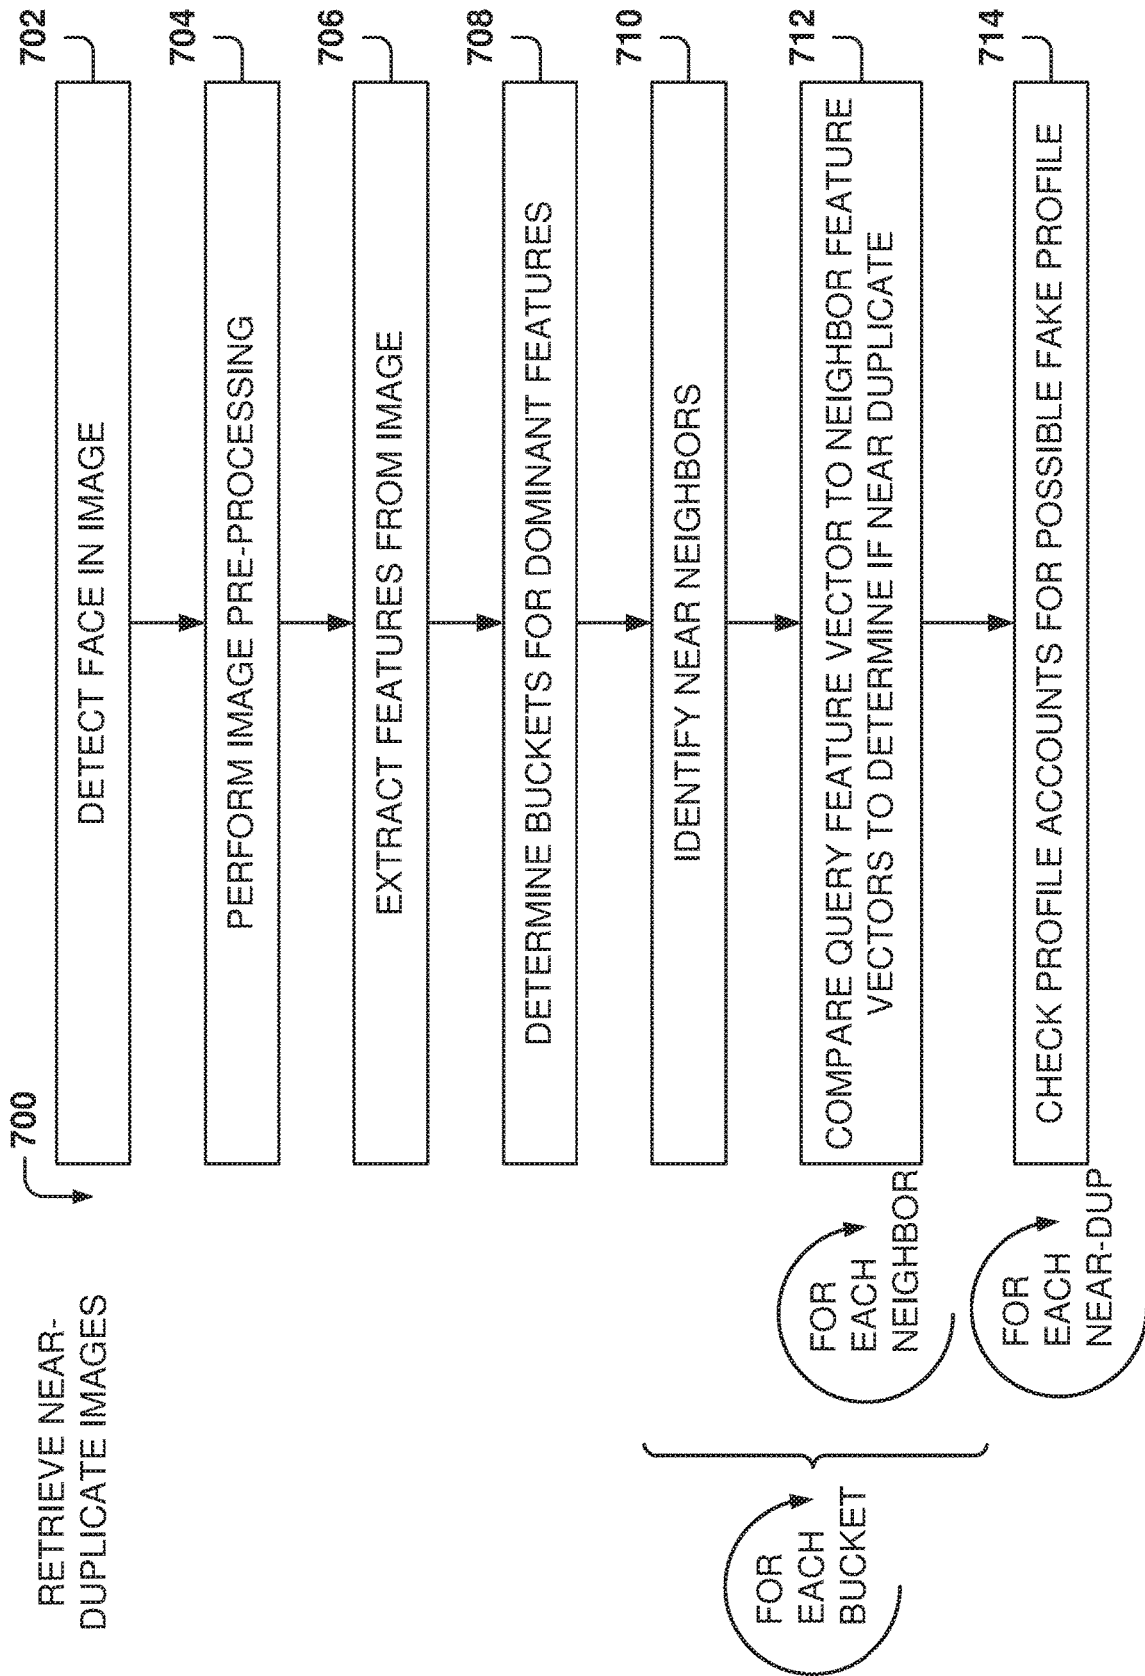 RETRIEVE NEAR-
DUPLICATE IMAGES
700
DETECT FACE IN IMAGE
702
PERFORM IMAGE PRE-PROCESSING
704
EXTRACT FEATURES FROM IMAGE
706
DETERMINE BUCKETS FOR DOMINANT FEATURES
708
IDENTIFY NEAR NEIGHBORS
710
FOR
EACH
BUCKET
FOR
EACH
NEIGHBOR
COMPARE QUERY FEATURE VECTOR TO NEIGHBOR FEATURE
VECTORS TO DETERMINE IF NEAR DUPLICATE
712
FOR
EACH
NEAR-DUP
CHECK PROFILE ACCOUNTS FOR POSSIBLE FAKE PROFILE
714